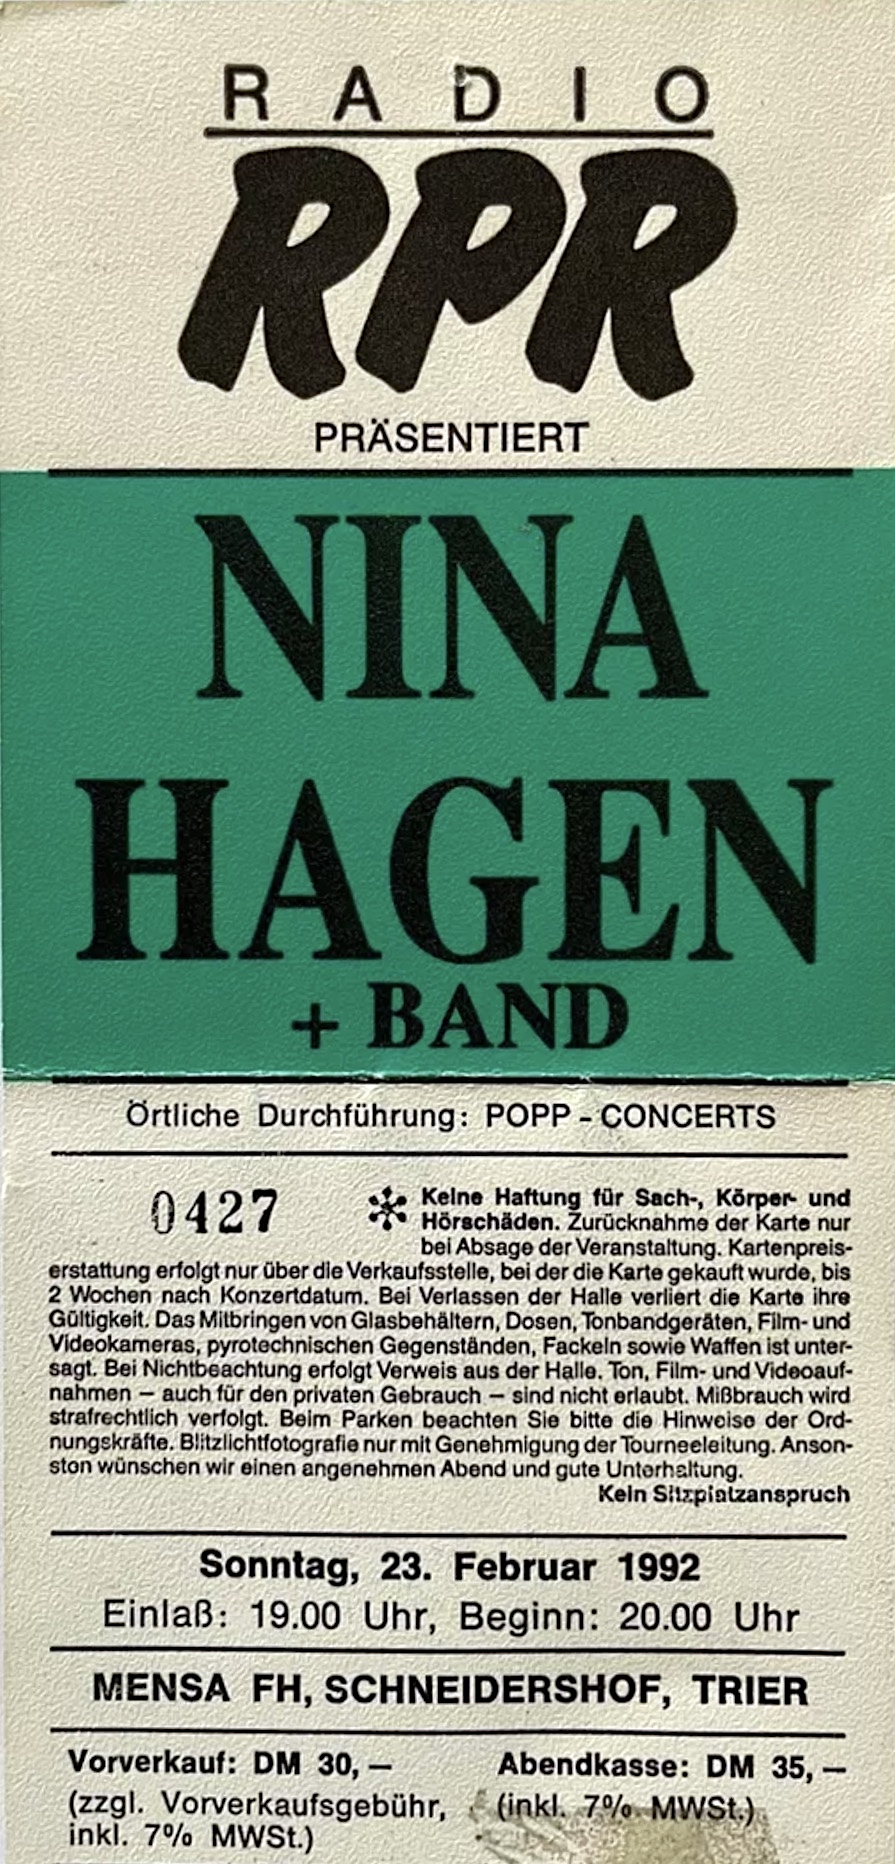 RADIO
RPR
PRÄSENTIERT
NINA
HAGEN
+ BAND
Örtliche Durchführung: POPP - CONCERTS
0427
* Keine Haftung für Sach-, Körper- und
Hörschäden. Zurücknahme der Karte nur
bei Absage der Veranstaltung. Kartenpreis-
erstattung erfolgt nur über die Verkaufsstelle, bei der die Karte gekauft wurde, bis
2 Wochen nach Konzertdatum. Bei Verlassen der Halle verliert die Karte ihre
Gültigkeit. Das Mitbringen von Glasbehältern, Dosen, Tonbandgeräten, Film- und
Videokameras, pyrotechnischen Gegenständen, Fackeln sowie Waffen ist unter-
sagt. Bei Nichtbeachtung erfolgt Verweis aus der Halle. Ton, Film- und Videoauf-
nahmen – auch für den privaten Gebrauch – sind nicht erlaubt. Mißbrauch wird
strafrechtlich verfolgt. Beim Parken beachten Sie bitte die Hinweise der Ord-
nungskräfte. Blitzlichtfotografie nur mit Genehmigung der Tourneeleitung. Anson-
ston wünschen wir einen angenehmen Abend und gute Unterhaltung.
Kein Sitzplatzanspruch
Sonntag, 23. Februar 1992
Einlaß: 19.00 Uhr, Beginn: 20.00 Uhr
MENSA FH, SCHNEIDERSHOF, TRIER
Vorverkauf: DM 30,–
(zzgl. Vorverkaufsgebühr,
inkl. 7% MWSt.)
Abendkasse: DM 35,–
(inkl. 7% MWSt.)